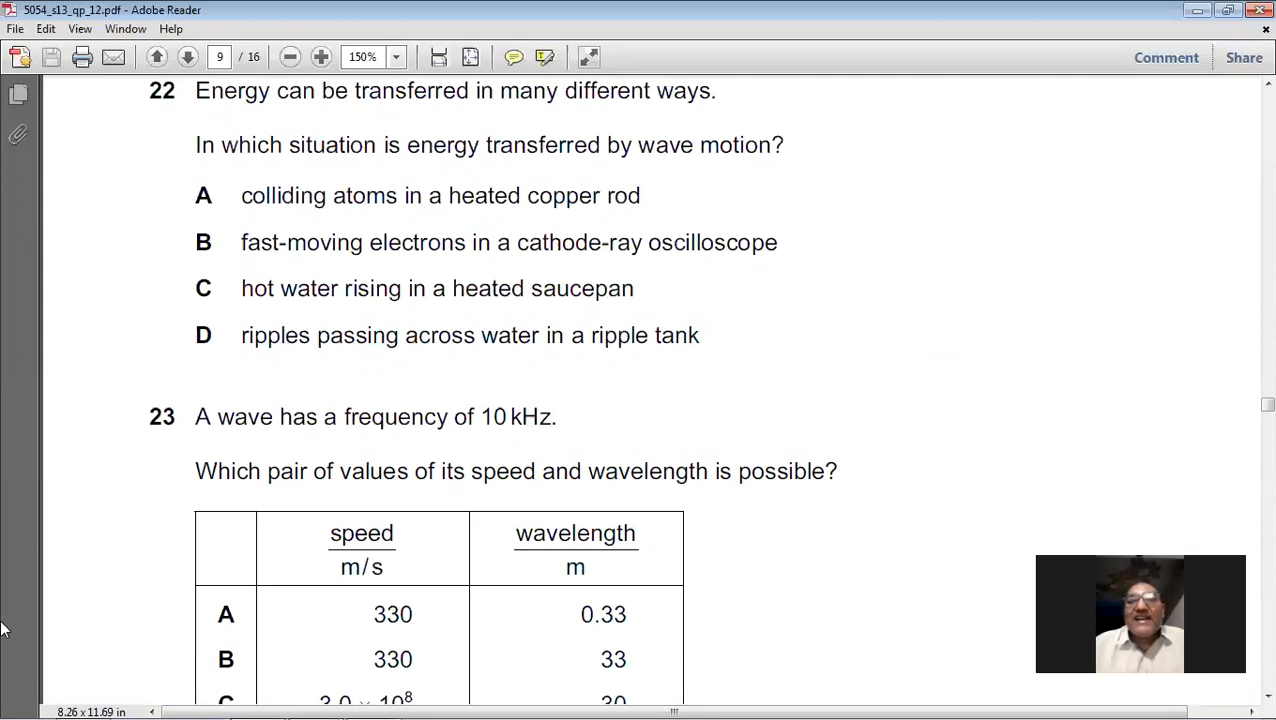 5054_s13_qp_12.pdf - Adobe Reader
File Edit View Window Help
9 / 16 150% Comment Share
22 Energy can be transferred in many different ways.
In which situation is energy transferred by wave motion?
A colliding atoms in a heated copper rod
B fast-moving electrons in a cathode-ray oscilloscope
C hot water rising in a heated saucepan
D ripples passing across water in a ripple tank
23 A wave has a frequency of 10 kHz.
Which pair of values of its speed and wavelength is possible?
speed wavelength
m/s m
A 330 0.33
B 330 33
C 3.0 × 10⁸ 30
8.26 x 11.69 in